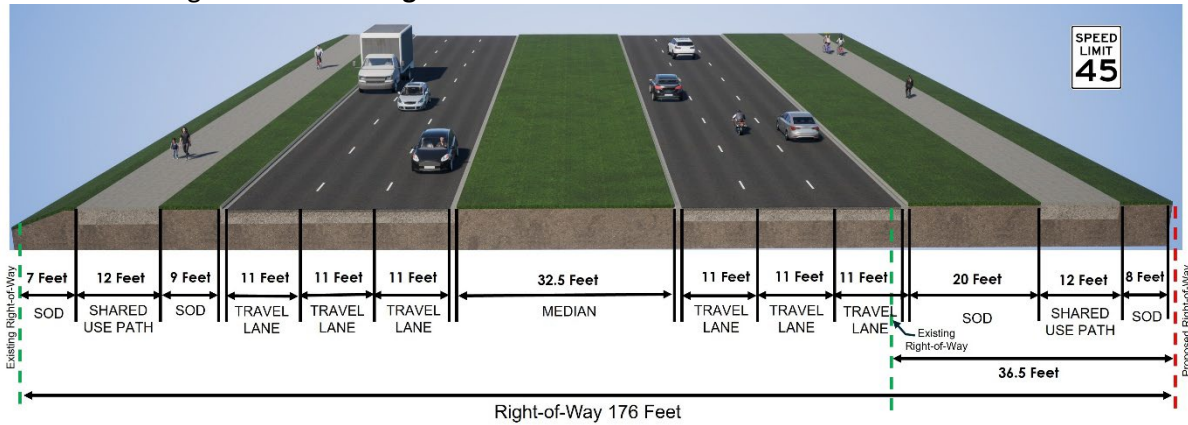 SPEED
LIMIT
45
Existing Right-of-Way
7 Feet
SOD
12 Feet
SHARED
USE PATH
9 Feet
SOD
11 Feet
TRAVEL
LANE
11 Feet
TRAVEL
LANE
11 Feet
TRAVEL
LANE
32.5 Feet
MEDIAN
11 Feet
TRAVEL
LANE
11 Feet
TRAVEL
LANE
11 Feet
TRAVEL
LANE
Existing
Right-of-Way
20 Feet
SOD
12 Feet
SHARED
USE PATH
8 Feet
SOD
Proposed Right-of-Way
36.5 Feet
Right-of-Way 176 Feet